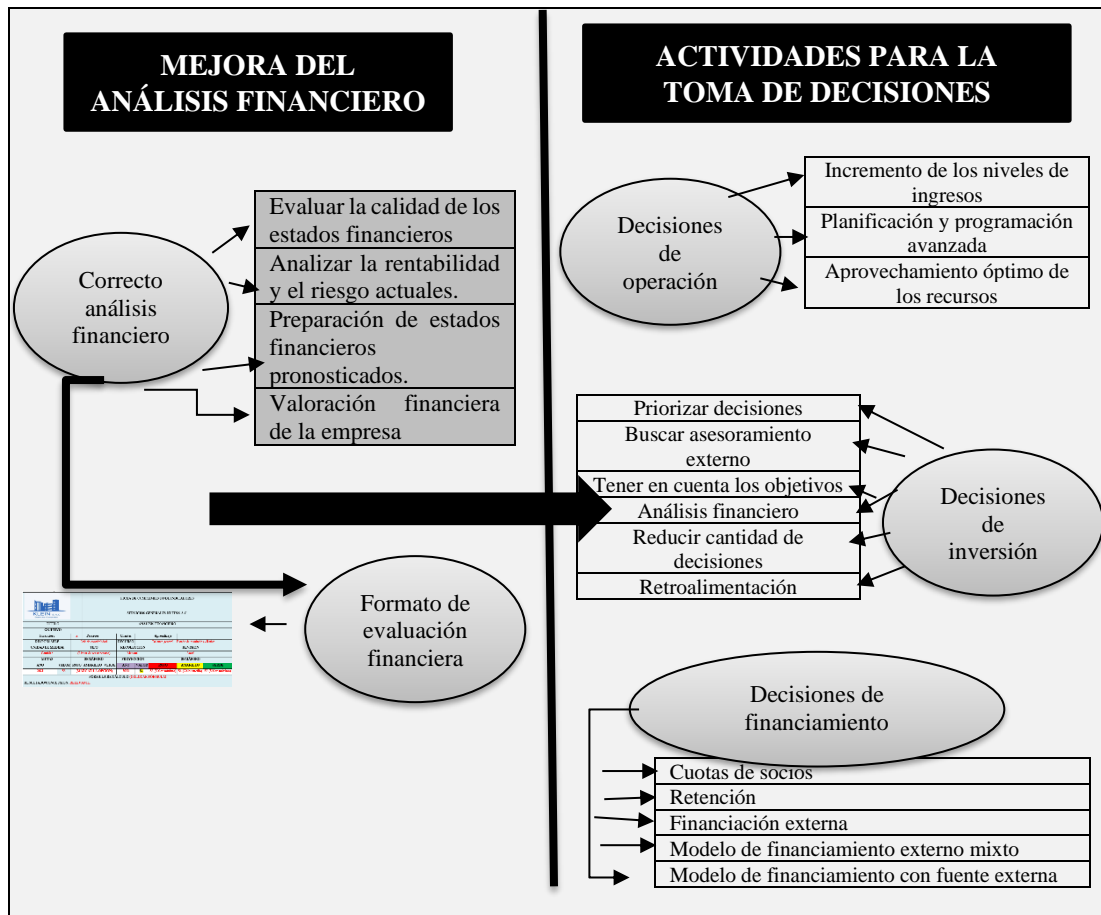 MEJORA DEL
ANÁLISIS FINANCIERO
Correcto
análisis
financiero
Evaluar la calidad de los
estados financieros
Analizar la rentabilidad
y el riesgo actuales.
Preparación de estados
financieros
pronosticados.
Valoración financiera
de la empresa
Formato de
evaluación
financiera
ACTIVIDADES PARA LA
TOMA DE DECISIONES
Decisiones
de
operación
Incremento de los niveles de
ingresos
Planificación y programación
avanzada
Aprovechamiento óptimo de
los recursos
Priorizar decisiones
Buscar asesoramiento
externo
Tener en cuenta los objetivos
Análisis financiero
Reducir cantidad de
decisiones
Retroalimentación
Decisiones
de
inversión
Decisiones de
financiamiento
Cuotas de socios
Retención
Financiación externa
Modelo de financiamiento externo mixto
Modelo de financiamiento con fuente externa